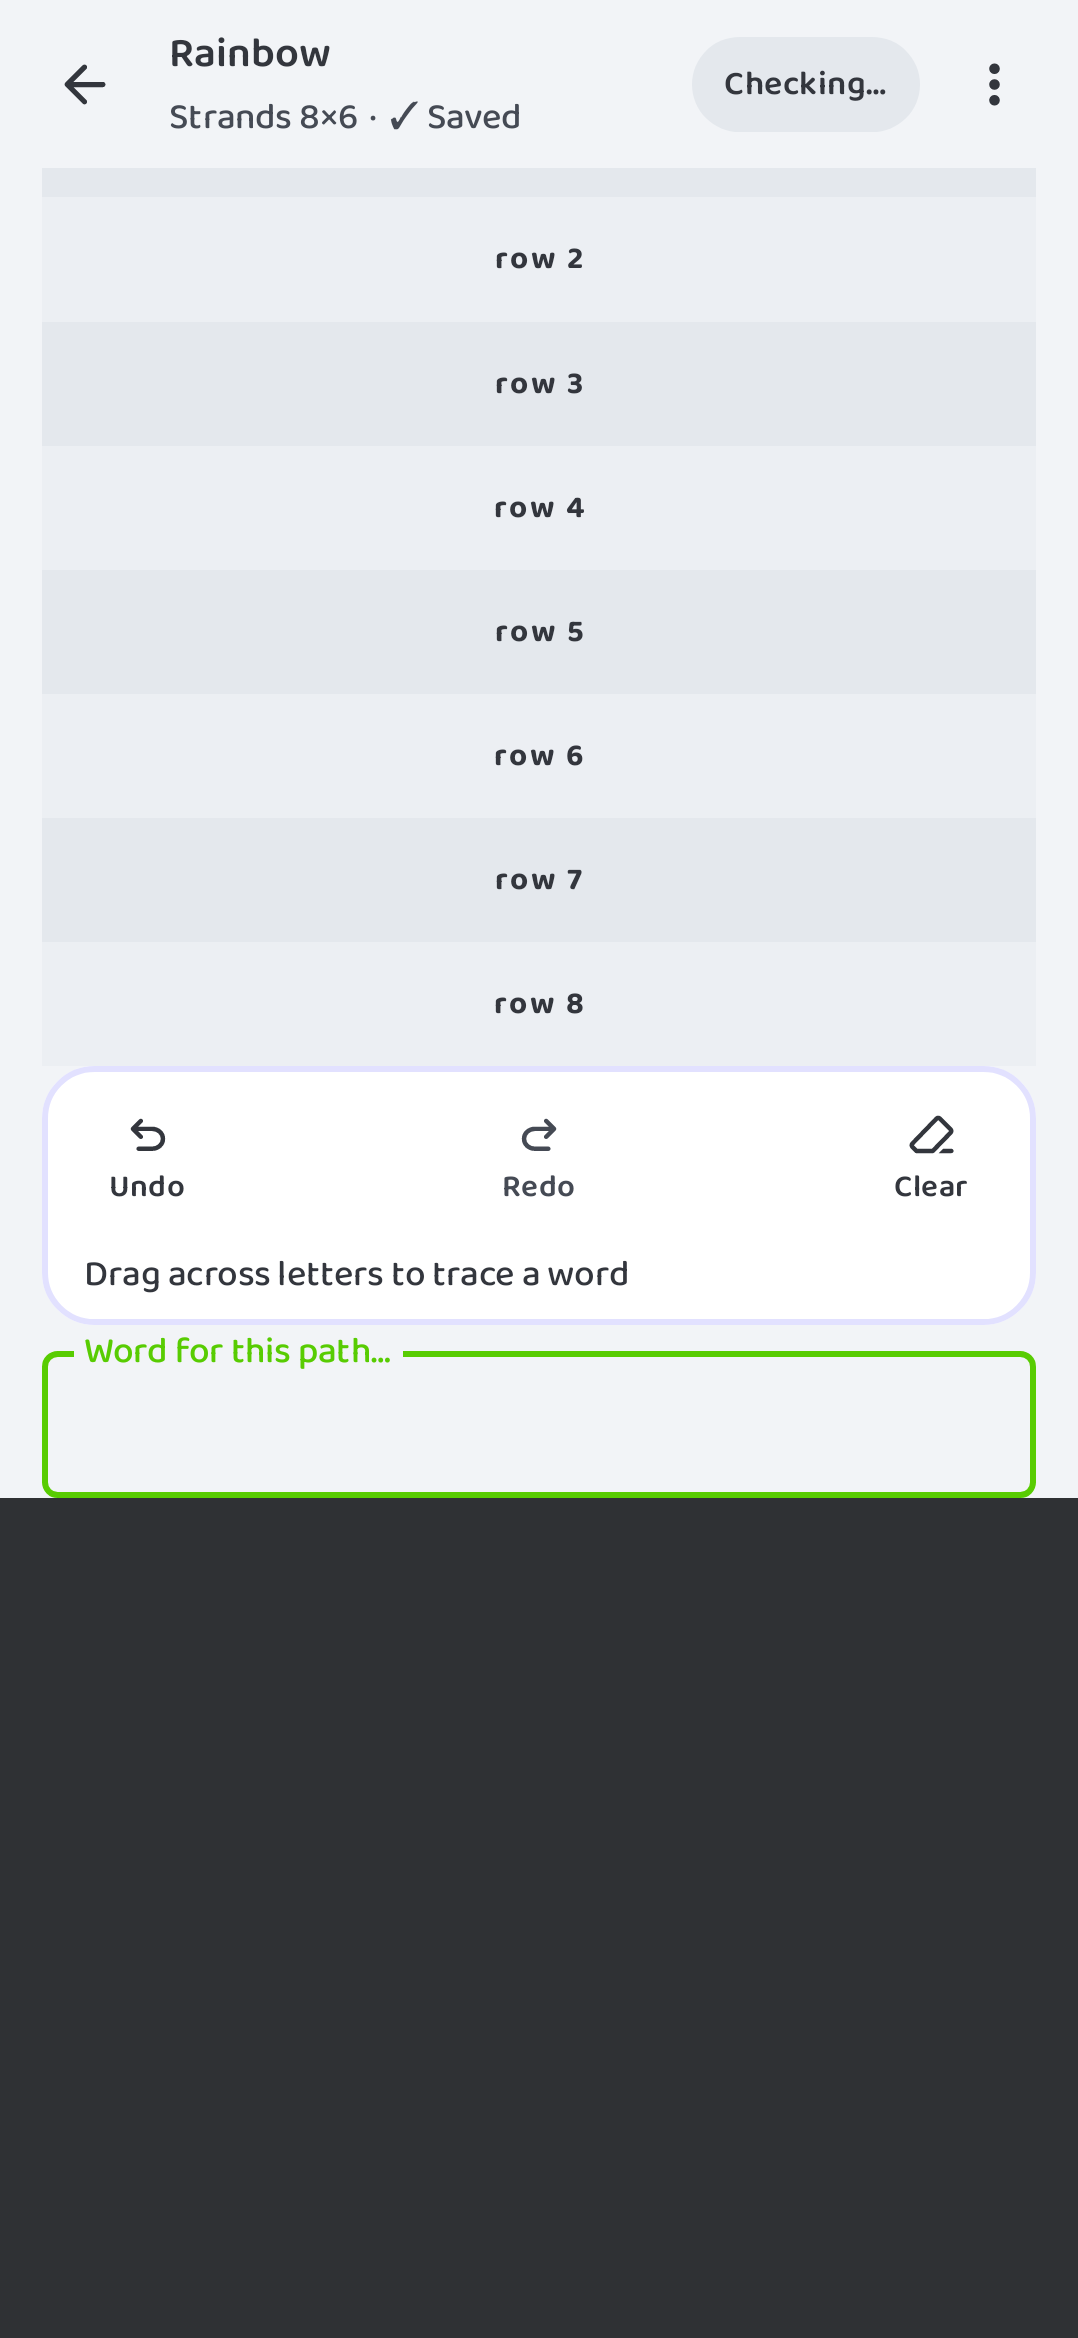 Rainbow
Strands 8×6 · ✓ Saved
Checking...
row 2
row 3
row 4
row 5
row 6
row 7
row 8
Undo
Redo
Clear
Drag across letters to trace a word
Word for this path...